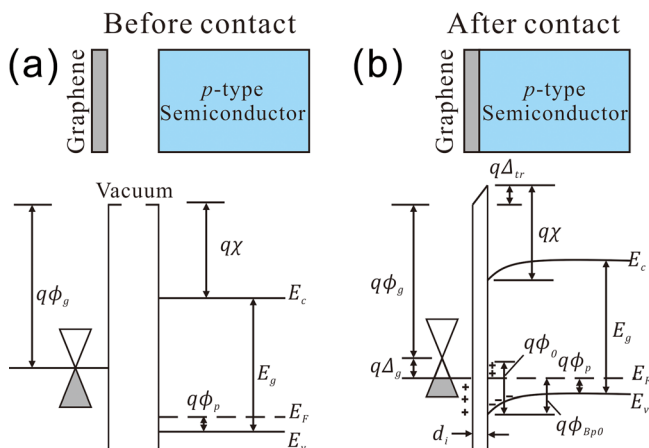 Before contact
After contact
(a)
Graphene
p-type
Semiconductor
(b)
Graphene
p-type
Semiconductor
Vacuum
qϕg
qχ
Ec
Eg
qϕp
EF
Ev
qΔtr
qχ
qϕg
Ec
Eg
qΔg
qϕ0
qϕp
EF
Ev
qϕBp0
di